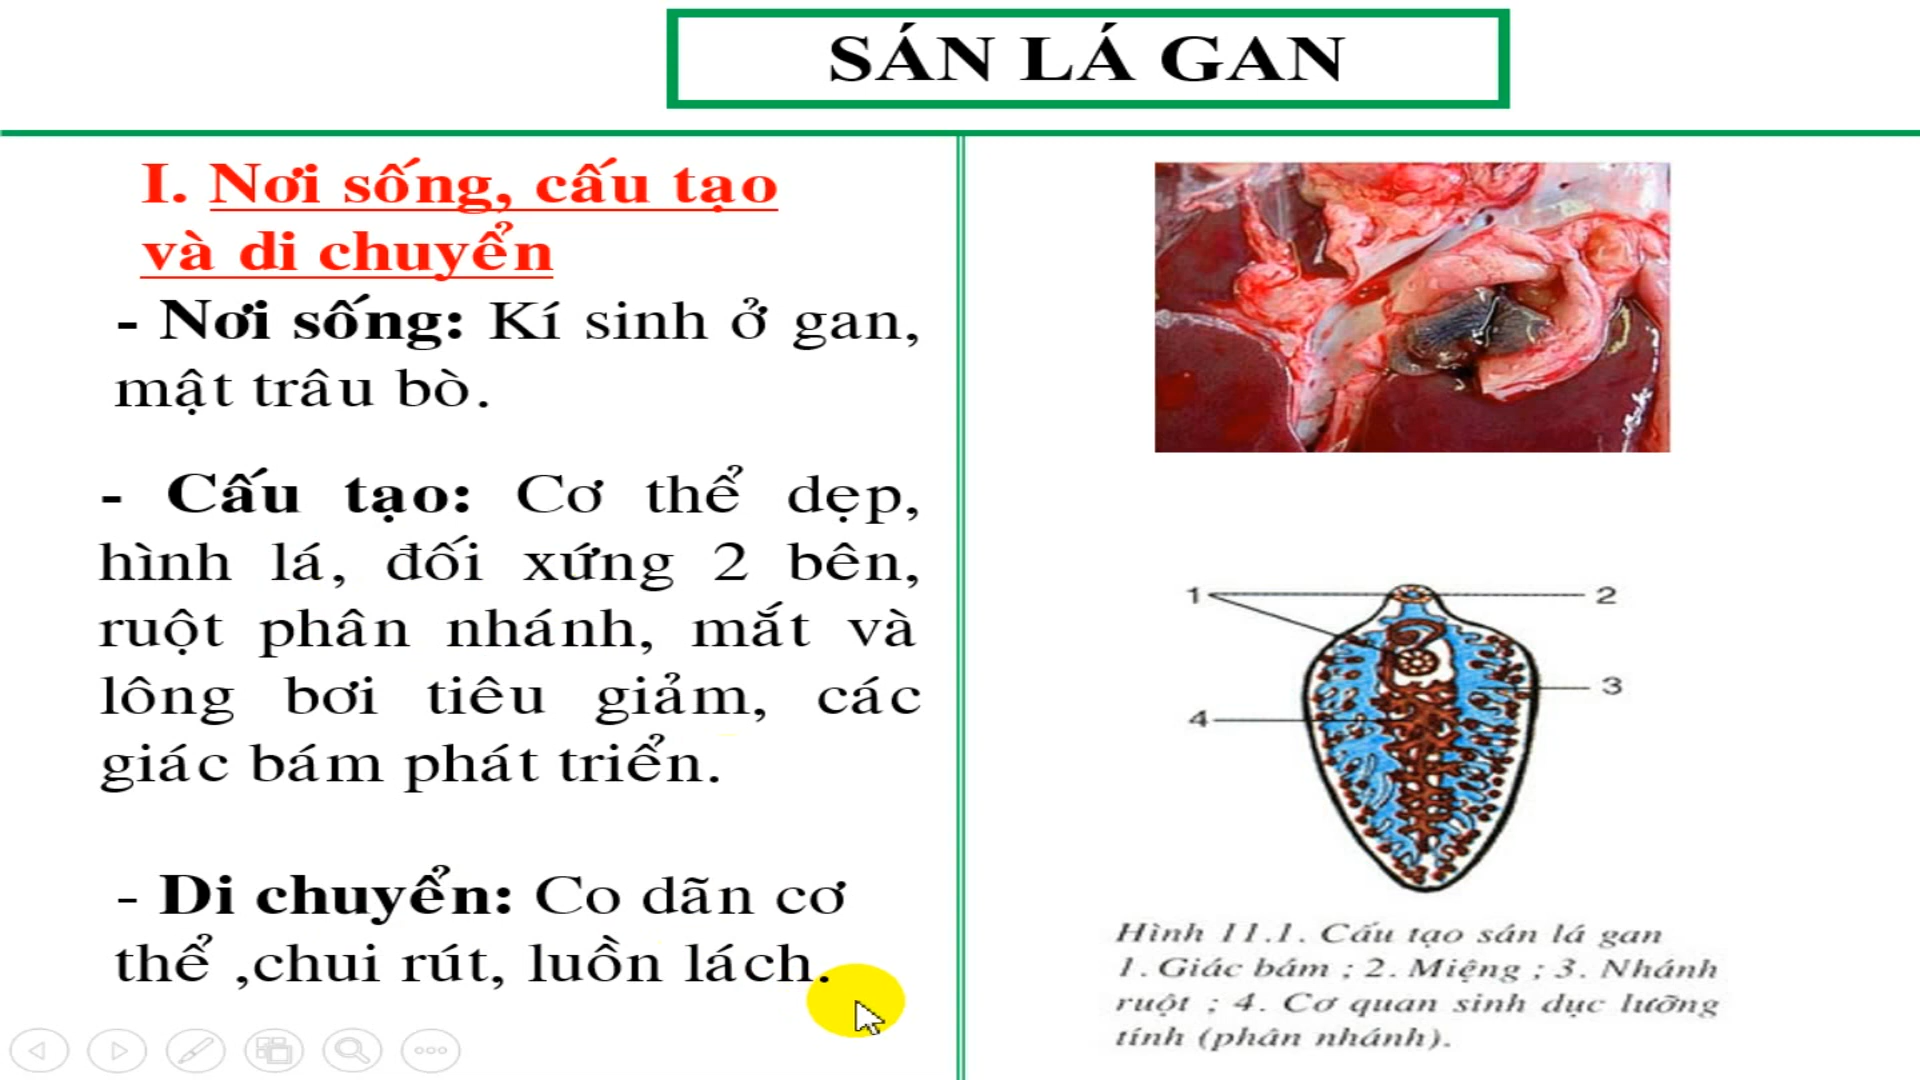 SÁN LÁ GAN
I. Nơi sống, cấu tạo
và di chuyển
- Nơi sống: Kí sinh ở gan,
mật trâu bò.
- Cấu tạo: Cơ thể dẹp,
hình lá, đối xứng 2 bên,
ruột phân nhánh, mắt và
lông bơi tiêu giảm, các
giác bám phát triển.
- Di chuyển: Co dãn cơ
thể ,chui rút, luồn lách.
1
2
3
4
Hình 11.1. Cấu tạo sán lá gan
1. Giác bám ; 2. Miệng ; 3. Nhánh
ruột ; 4. Cơ quan sinh dục lưỡng
tính (phân nhánh).